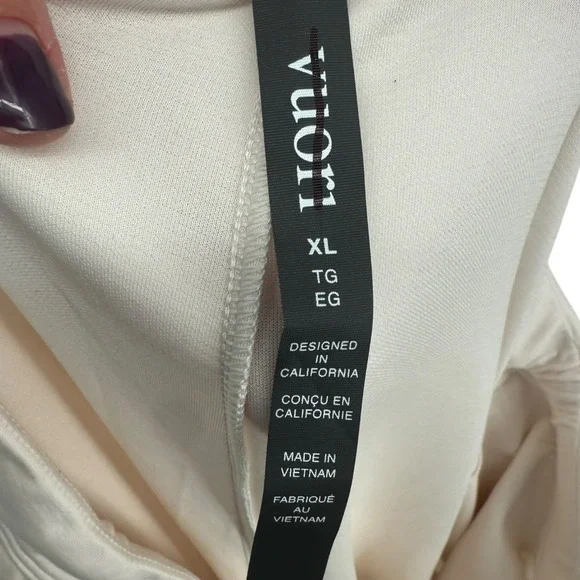 vuori
XL
TG
EG
DESIGNED
IN
CALIFORNIA
CONÇU EN
CALIFORNIE
MADE IN
VIETNAM
FABRIQUÉ
AU
VIETNAM